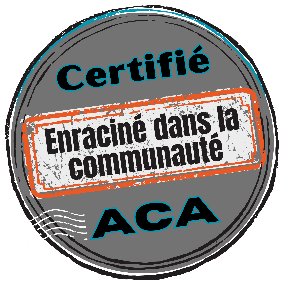 Certifié
Enraciné dans la
communauté
ACA